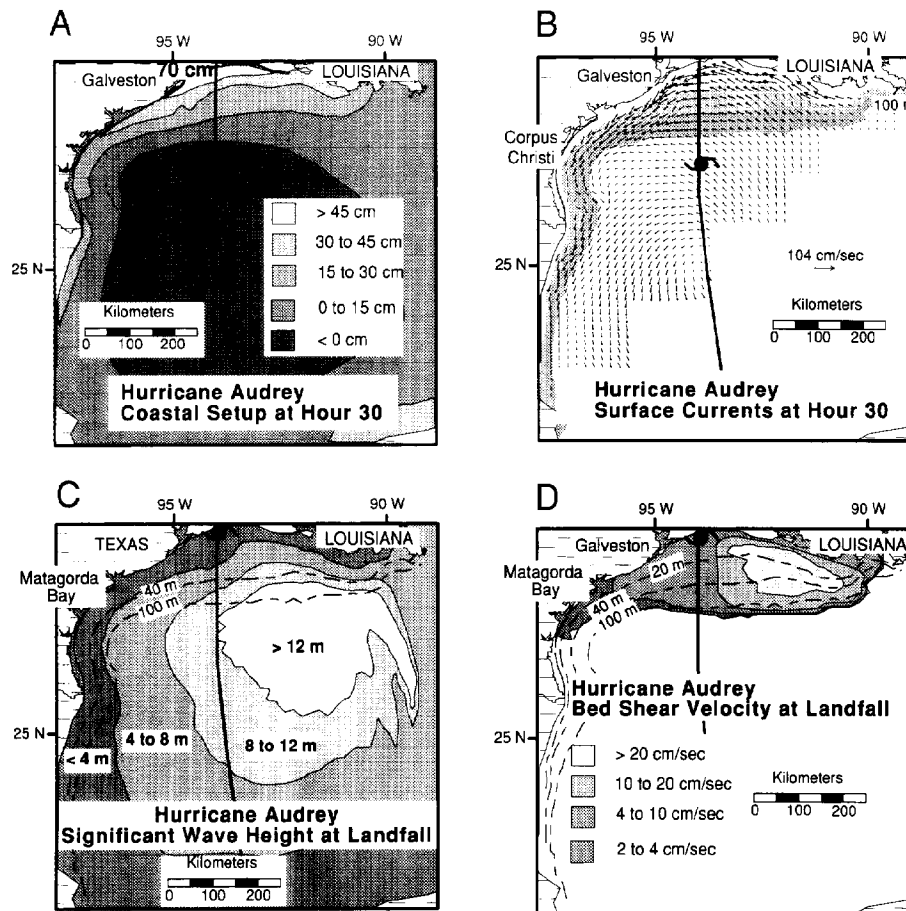 A
95 W
90 W
70 cm
Galveston
LOUISIANA
25 N
> 45 cm
30 to 45 cm
15 to 30 cm
0 to 15 cm
< 0 cm
Kilometers
0 100 200
Hurricane Audrey
Coastal Setup at Hour 30
B
95 W
90 W
Galveston
LOUISIANA
100 m
Corpus
Christi
25 N
104 cm/sec
Kilometers
0 100 200
Hurricane Audrey
Surface Currents at Hour 30
C
95 W
90 W
TEXAS
LOUISIANA
Matagorda
Bay
40 m
100 m
> 12 m
25 N
4 to 8 m
8 to 12 m
< 4 m
Hurricane Audrey
Significant Wave Height at Landfall
Kilometers
0 100 200
D
95 W
90 W
Galveston
LOUISIANA
Matagorda
Bay
20 m
40 m
100 m
Hurricane Audrey
Bed Shear Velocity at Landfall
25 N
> 20 cm/sec
10 to 20 cm/sec
4 to 10 cm/sec
2 to 4 cm/sec
Kilometers
0 100 200